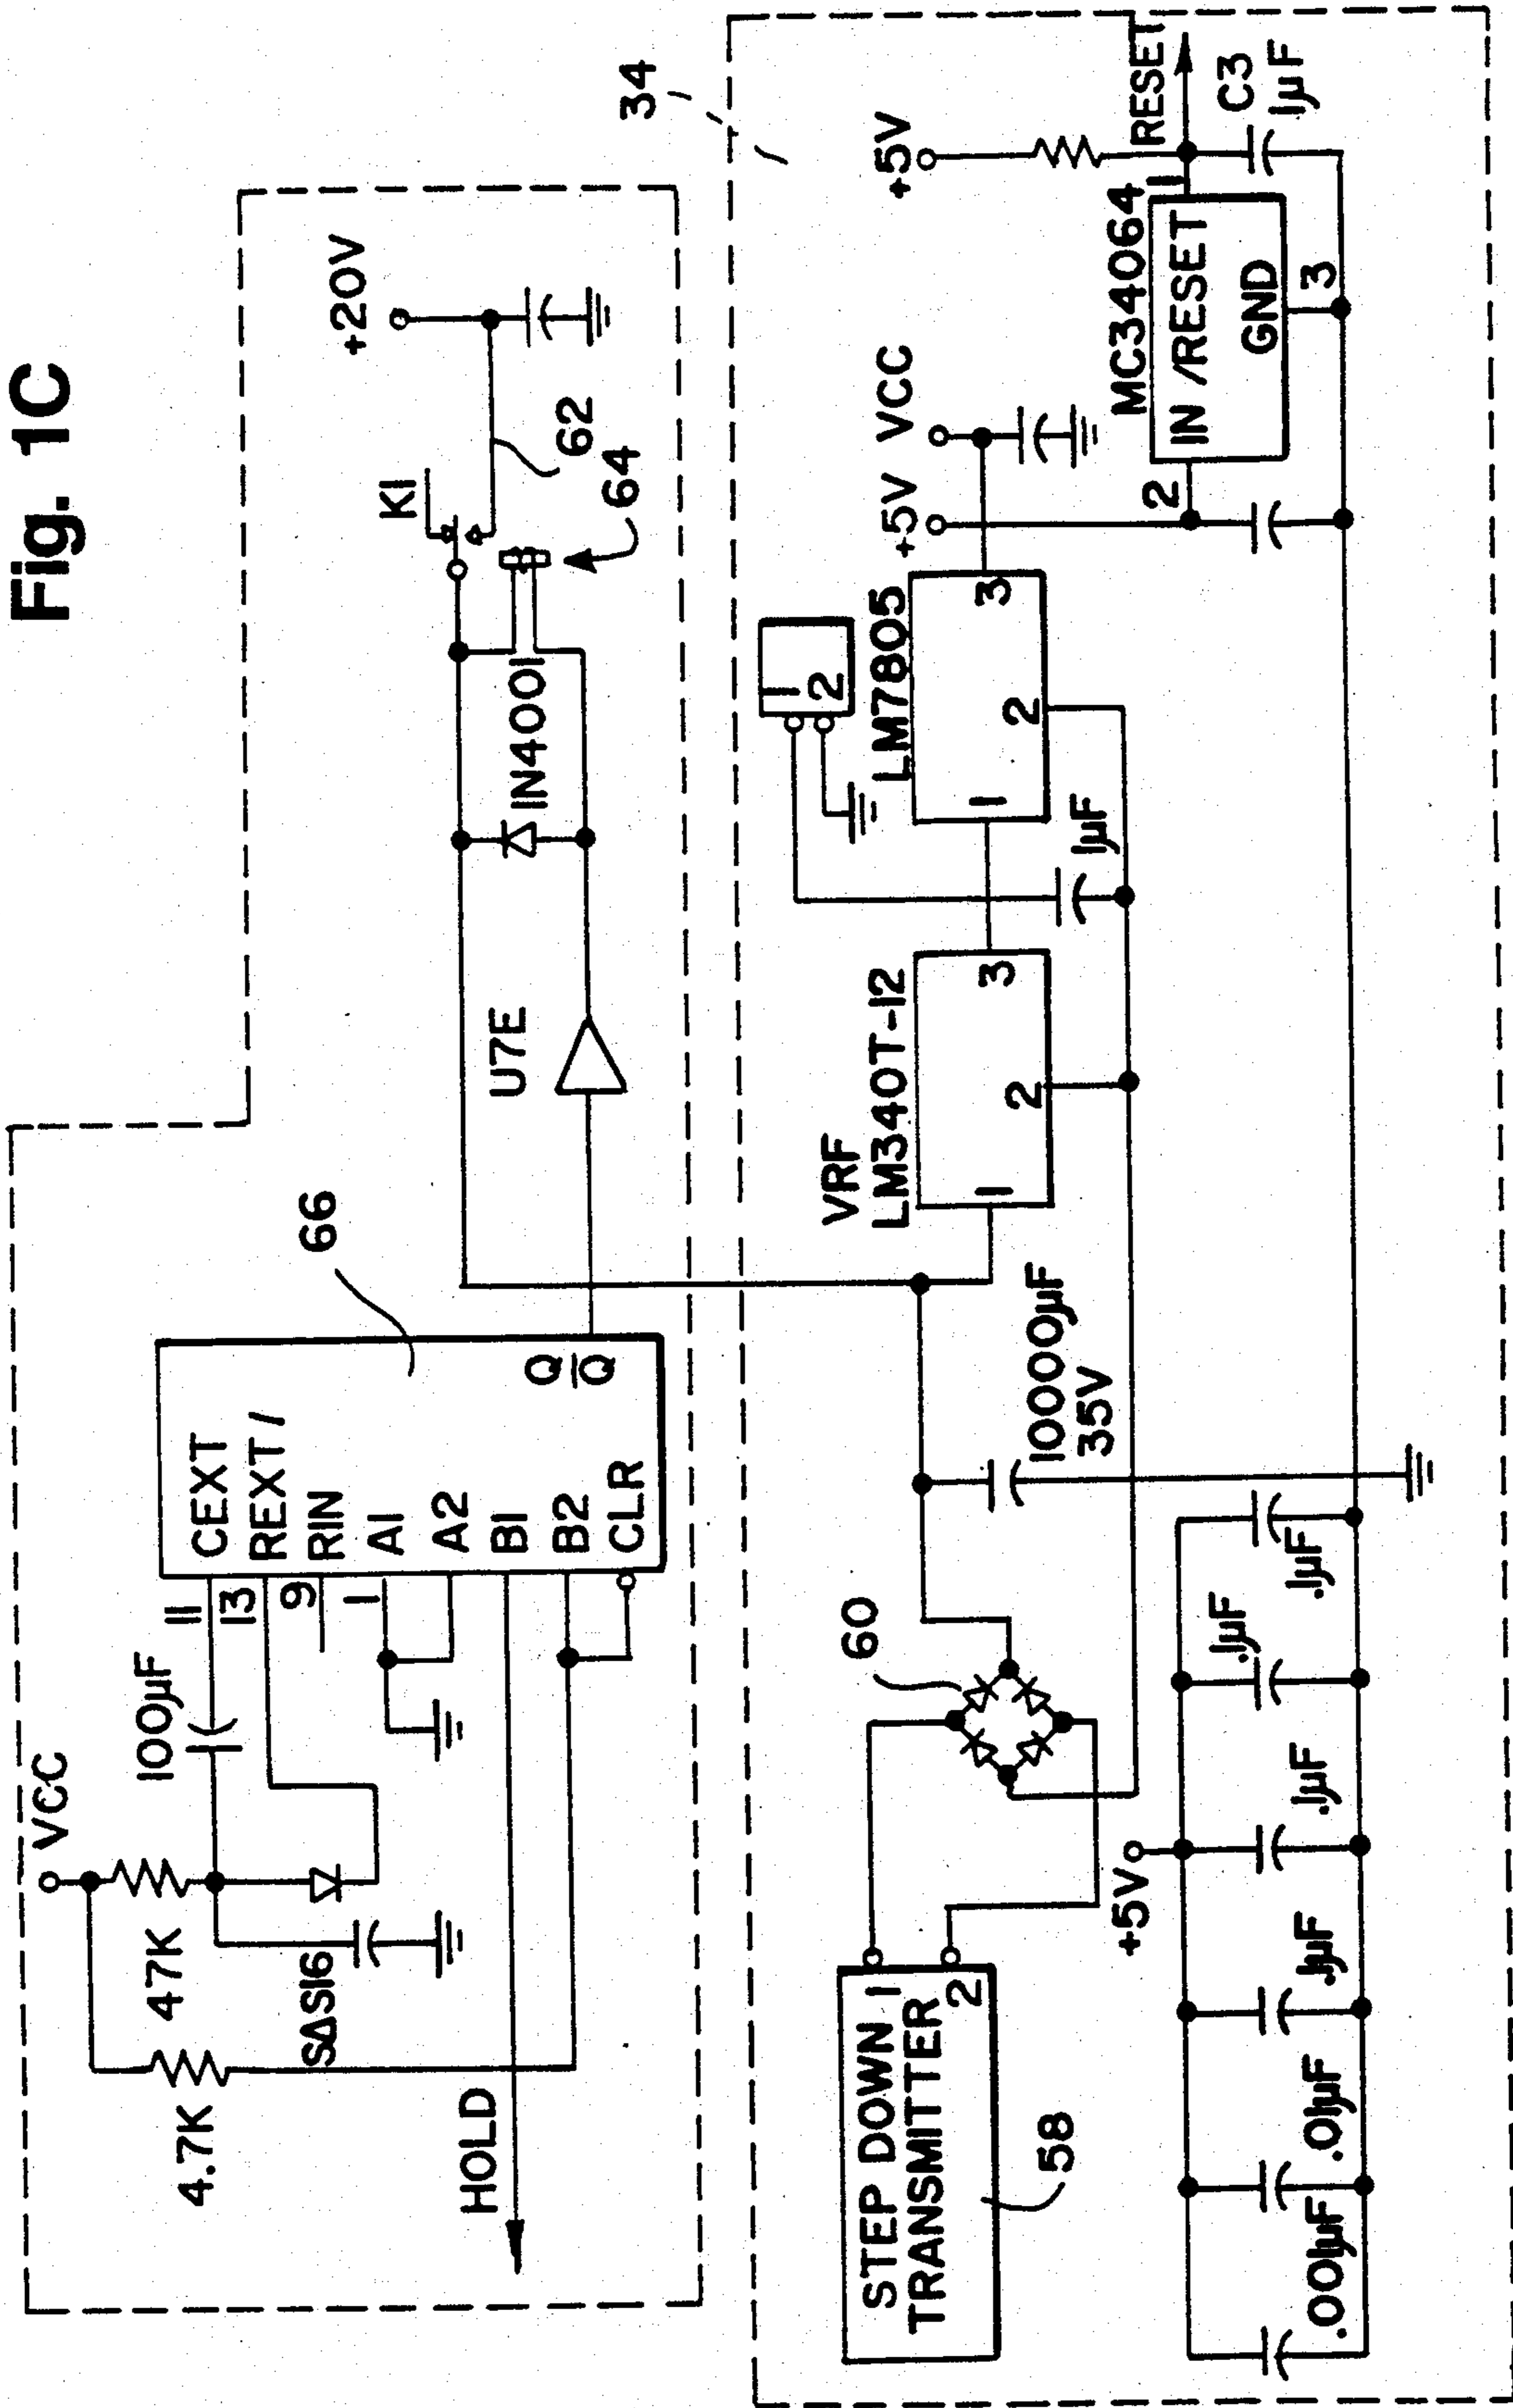 Fig. 1C
VCC
47K
4.7K
100µF
SΔS16
HOLD
11
13
9
1
CEXT
REXT/
RIN
A1
A2
B1
B2
CLR
Q
Q̅
66
U7E
1N4001
K1
62
64
+20V
34
STEP DOWN 1
TRANSMITTER 2
58
60
10000µF
35V
VRF
LM340T-12
1
2
3
1µF
1
2
LM7805
1
2
3
+5V
VCC
MC34064
2
IN /RESET
1
GND
3
+5V
RESET
C3
1µF
+5V
.001µF
.01µF
.1µF
.1µF
.1µF
.1µF